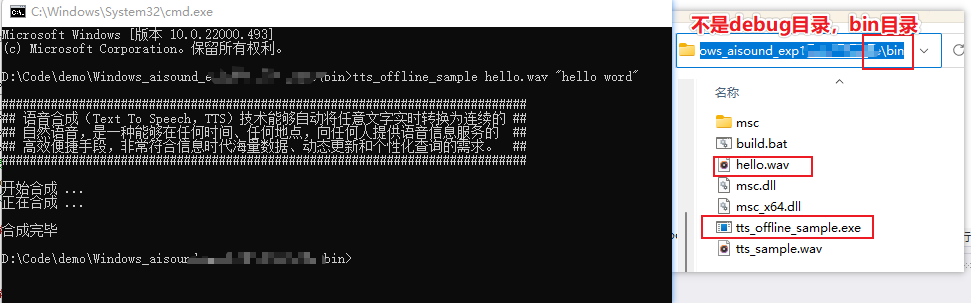 C:\Windows\System32\cmd.exe
Microsoft Windows [版本 10.0.22000.493]
(c) Microsoft Corporation。保留所有权利。
D:\Code\demo\Windows_aisound_e \bin>tts_offline_sample hello.wav "hello word"
###########################################################
## 语音合成（Text To Speech，TTS）技术能够自动将任意文字实时转换为连续的 ##
## 自然语音，是一种能够在任何时间、任何地点，向任何人提供语音信息服务的 ##
## 高效便捷手段，非常符合信息时代海量数据、动态更新和个性化查询的需求。 ##
###########################################################
开始合成 ...
正在合成 ...
合成完毕
D:\Code\demo\Windows_aisound bin>
不是debug目录，bin目录
ows_aisound_exp1 \bin
名称
msc
build.bat
hello.wav
msc.dll
msc_x64.dll
tts_offline_sample.exe
tts_sample.wav
行